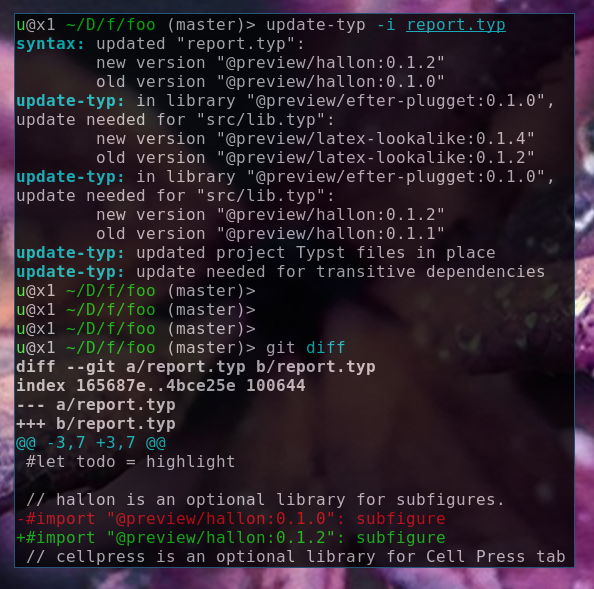 u@x1 ~/D/f/foo (master)> update-typ -i report.typ
syntax: updated "report.typ":
        new version "@preview/hallon:0.1.2"
        old version "@preview/hallon:0.1.0"
update-typ: in library "@preview/efter-plugget:0.1.0",
update needed for "src/lib.typ":
        new version "@preview/latex-lookalike:0.1.4"
        old version "@preview/latex-lookalike:0.1.2"
update-typ: in library "@preview/efter-plugget:0.1.0",
update needed for "src/lib.typ":
        new version "@preview/hallon:0.1.2"
        old version "@preview/hallon:0.1.1"
update-typ: updated project Typst files in place
update-typ: update needed for transitive dependencies
u@x1 ~/D/f/foo (master)>
u@x1 ~/D/f/foo (master)>
u@x1 ~/D/f/foo (master)>
u@x1 ~/D/f/foo (master)> git diff
diff --git a/report.typ b/report.typ
index 165687e..4bce25e 100644
--- a/report.typ
+++ b/report.typ
@@ -3,7 +3,7 @@
 #let todo = highlight

 // hallon is an optional library for subfigures.
-#import "@preview/hallon:0.1.0": subfigure
+#import "@preview/hallon:0.1.2": subfigure
 // cellpress is an optional library for Cell Press tab